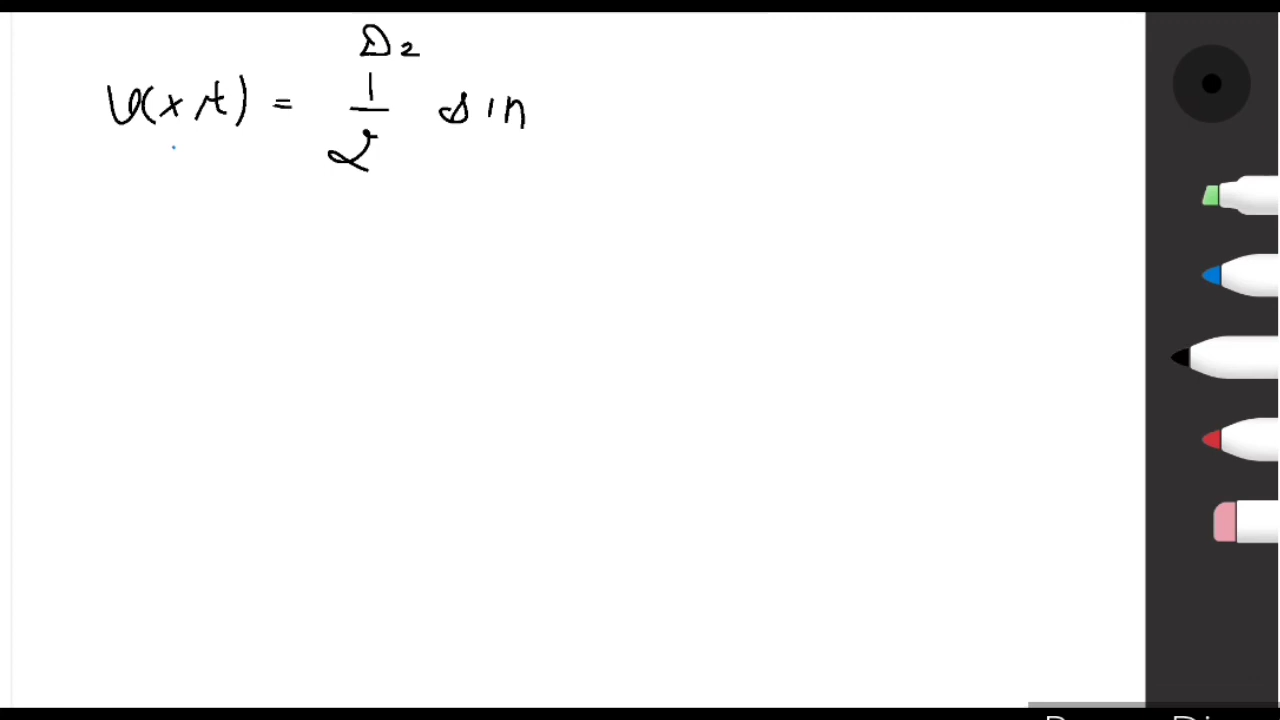 D₂
U(x,t) = 1/2 sin